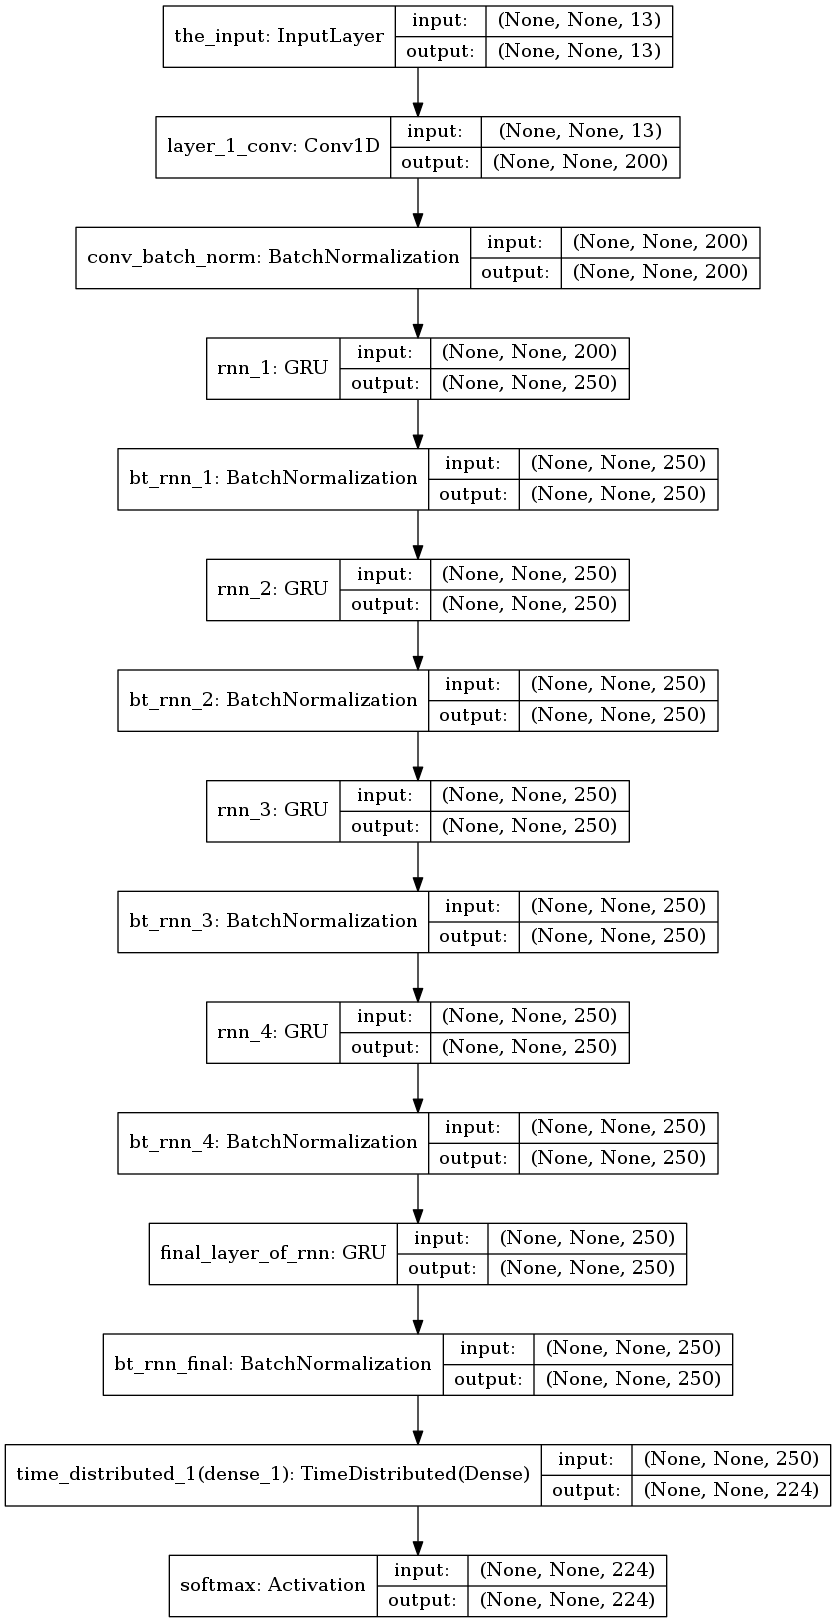 the_input: InputLayer
input: (None, None, 13)
output: (None, None, 13)
layer_1_conv: Conv1D
input: (None, None, 13)
output: (None, None, 200)
conv_batch_norm: BatchNormalization
input: (None, None, 200)
output: (None, None, 200)
rnn_1: GRU
input: (None, None, 200)
output: (None, None, 250)
bt_rnn_1: BatchNormalization
input: (None, None, 250)
output: (None, None, 250)
rnn_2: GRU
input: (None, None, 250)
output: (None, None, 250)
bt_rnn_2: BatchNormalization
input: (None, None, 250)
output: (None, None, 250)
rnn_3: GRU
input: (None, None, 250)
output: (None, None, 250)
bt_rnn_3: BatchNormalization
input: (None, None, 250)
output: (None, None, 250)
rnn_4: GRU
input: (None, None, 250)
output: (None, None, 250)
bt_rnn_4: BatchNormalization
input: (None, None, 250)
output: (None, None, 250)
final_layer_of_rnn: GRU
input: (None, None, 250)
output: (None, None, 250)
bt_rnn_final: BatchNormalization
input: (None, None, 250)
output: (None, None, 250)
time_distributed_1(dense_1): TimeDistributed(Dense)
input: (None, None, 250)
output: (None, None, 224)
softmax: Activation
input: (None, None, 224)
output: (None, None, 224)